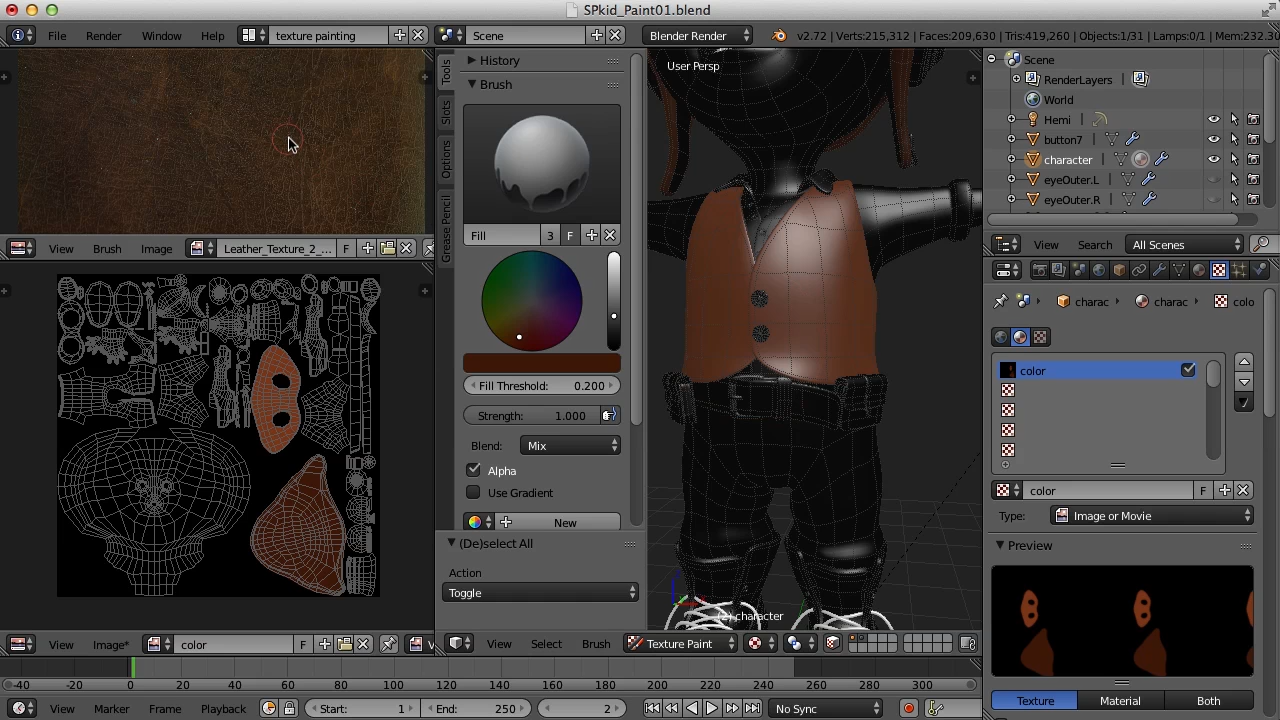 SPkid_Paint01.blend
File Render Window Help texture painting Scene Blender Render v2.72 | Verts:215,312 | Faces:209,630 | Tris:419,260 | Objects:1/31 | Lamps:0/1 | Mem:232.30
View Brush Image Leather_Texture_2_... F
View Image* color F
Tools
Slots
Options
Grease Pencil
History
Brush
Fill 3 F
Fill Threshold: 0.200
Strength: 1.000
Blend: Mix
Alpha
Use Gradient
New
(De)select All
Action
Toggle
User Persp
(2) character
View Select Brush Texture Paint
Scene
RenderLayers
World
Hemi
button7
character
eyeOuter.L
eyeOuter.R
View Search All Scenes
charac charac colo
color
color F
Type: Image or Movie
Preview
Texture Material Both
-40 -20 0 20 40 60 80 100 120 140 160 180 200 220 240 260 280 300
View Marker Frame Playback Start: 1 End: 250 2 No Sync